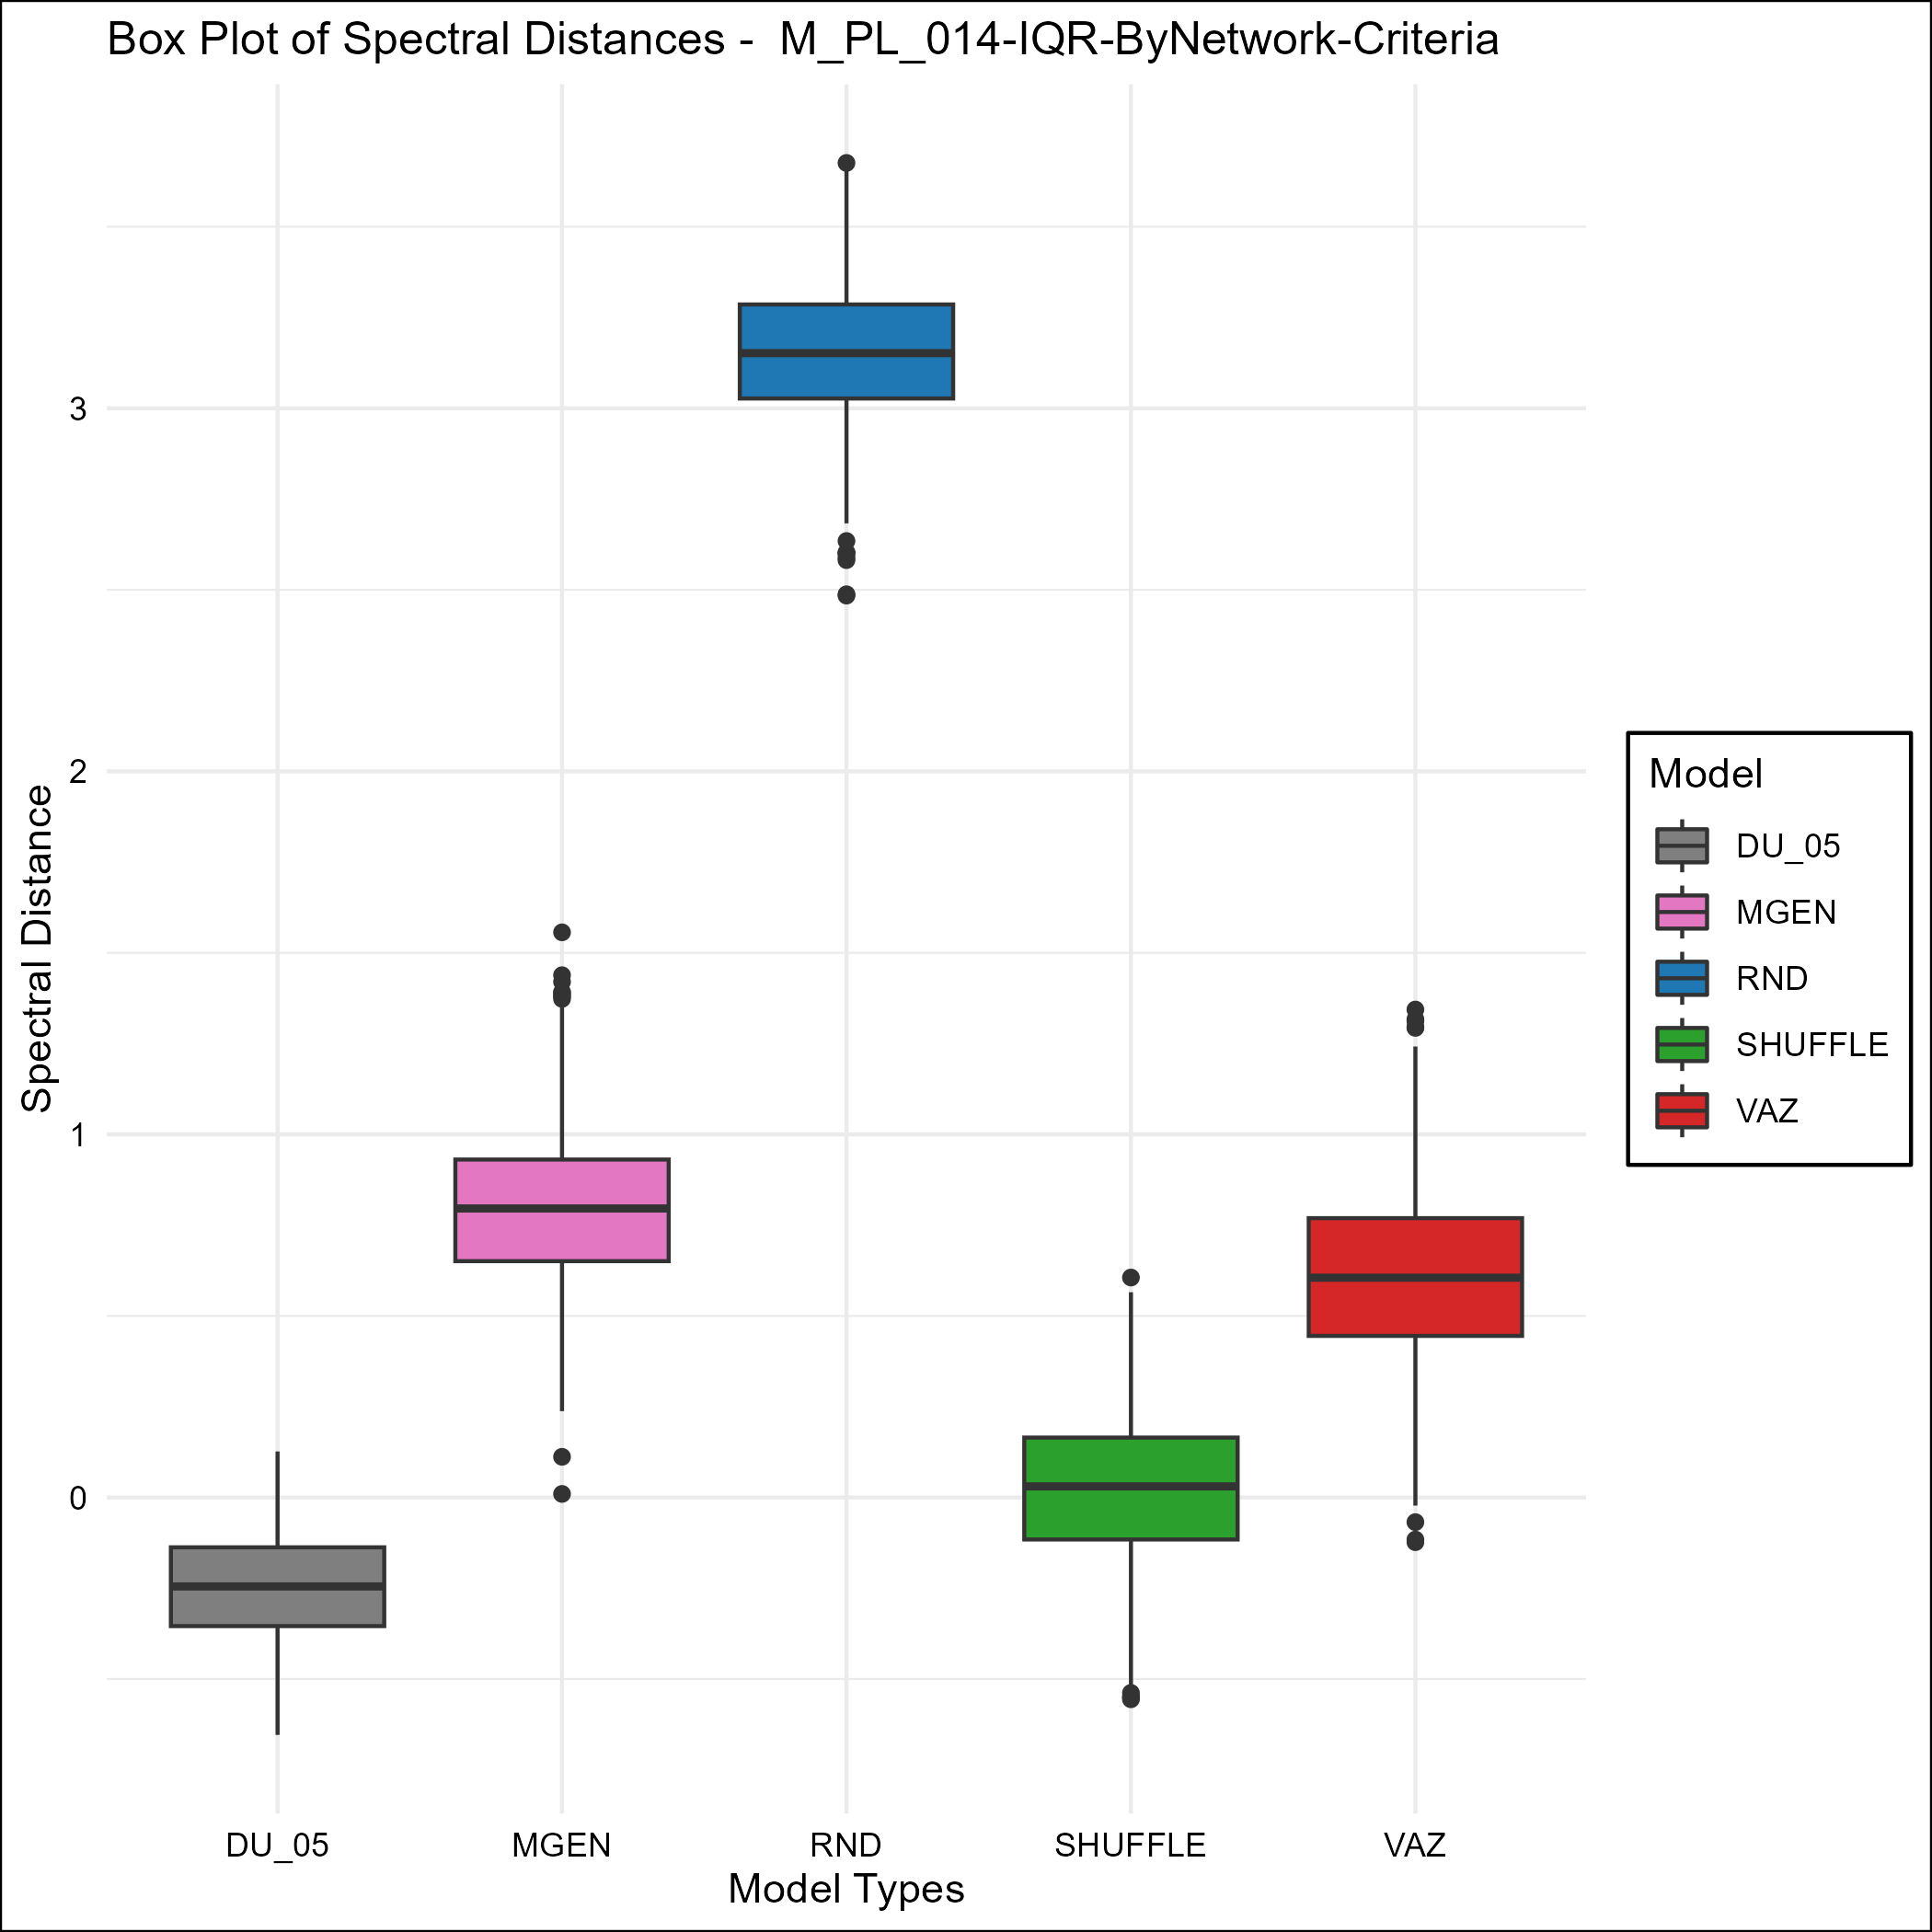 Box Plot of Spectral Distances -  M_PL_014-IQR-ByNetwork-Criteria
3
2
1
0
Spectral Distance
DU_05
MGEN
RND
SHUFFLE
VAZ
Model Types
Model
DU_05
MGEN
RND
SHUFFLE
VAZ